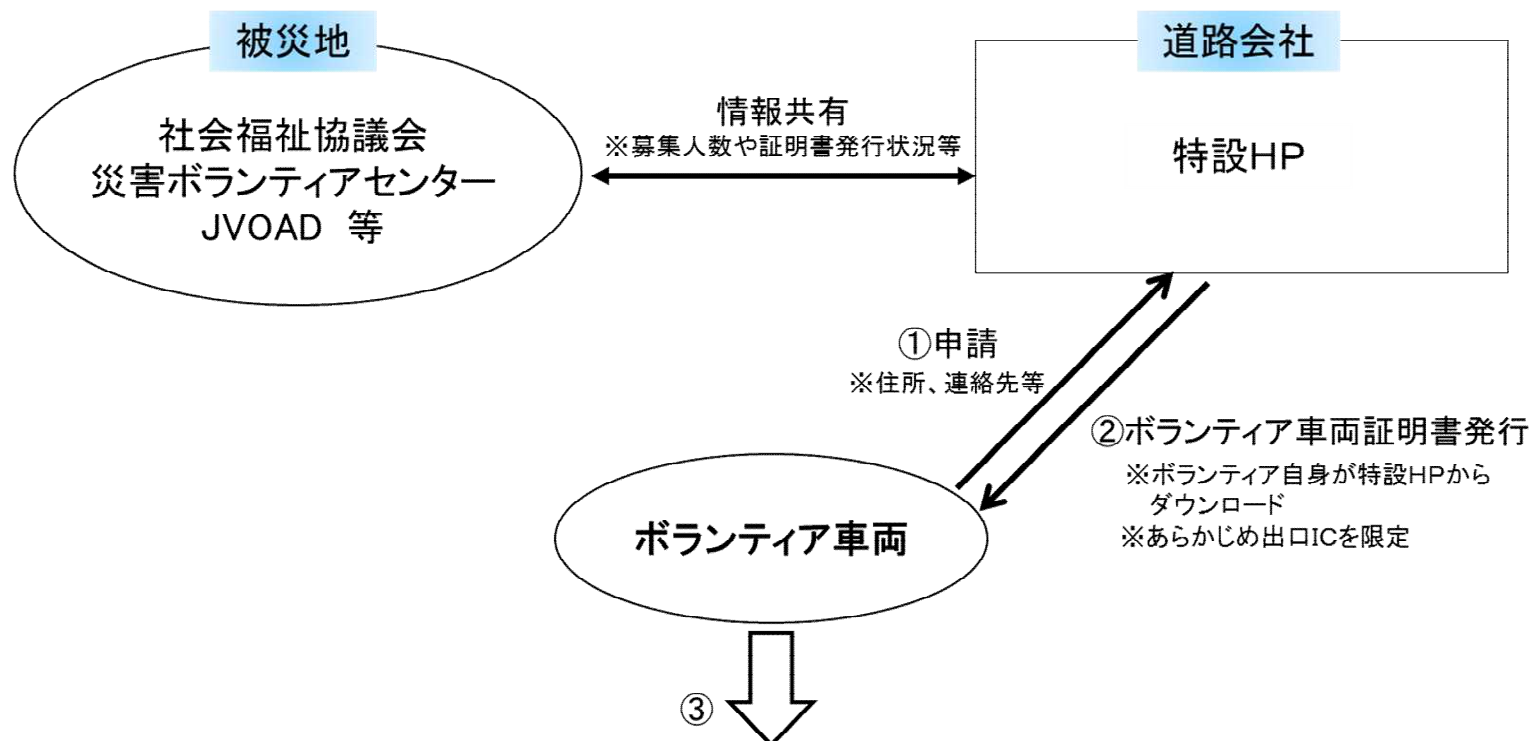 被災地
社会福祉協議会
災害ボランティアセンター
JVOAD 等
情報共有
※募集人数や証明書発行状況等
道路会社
特設HP
①申請
※住所、連絡先等
②ボランティア車両証明書発行
※ボランティア自身が特設HPから
ダウンロード
※あらかじめ出口ICを限定
ボランティア車両
③